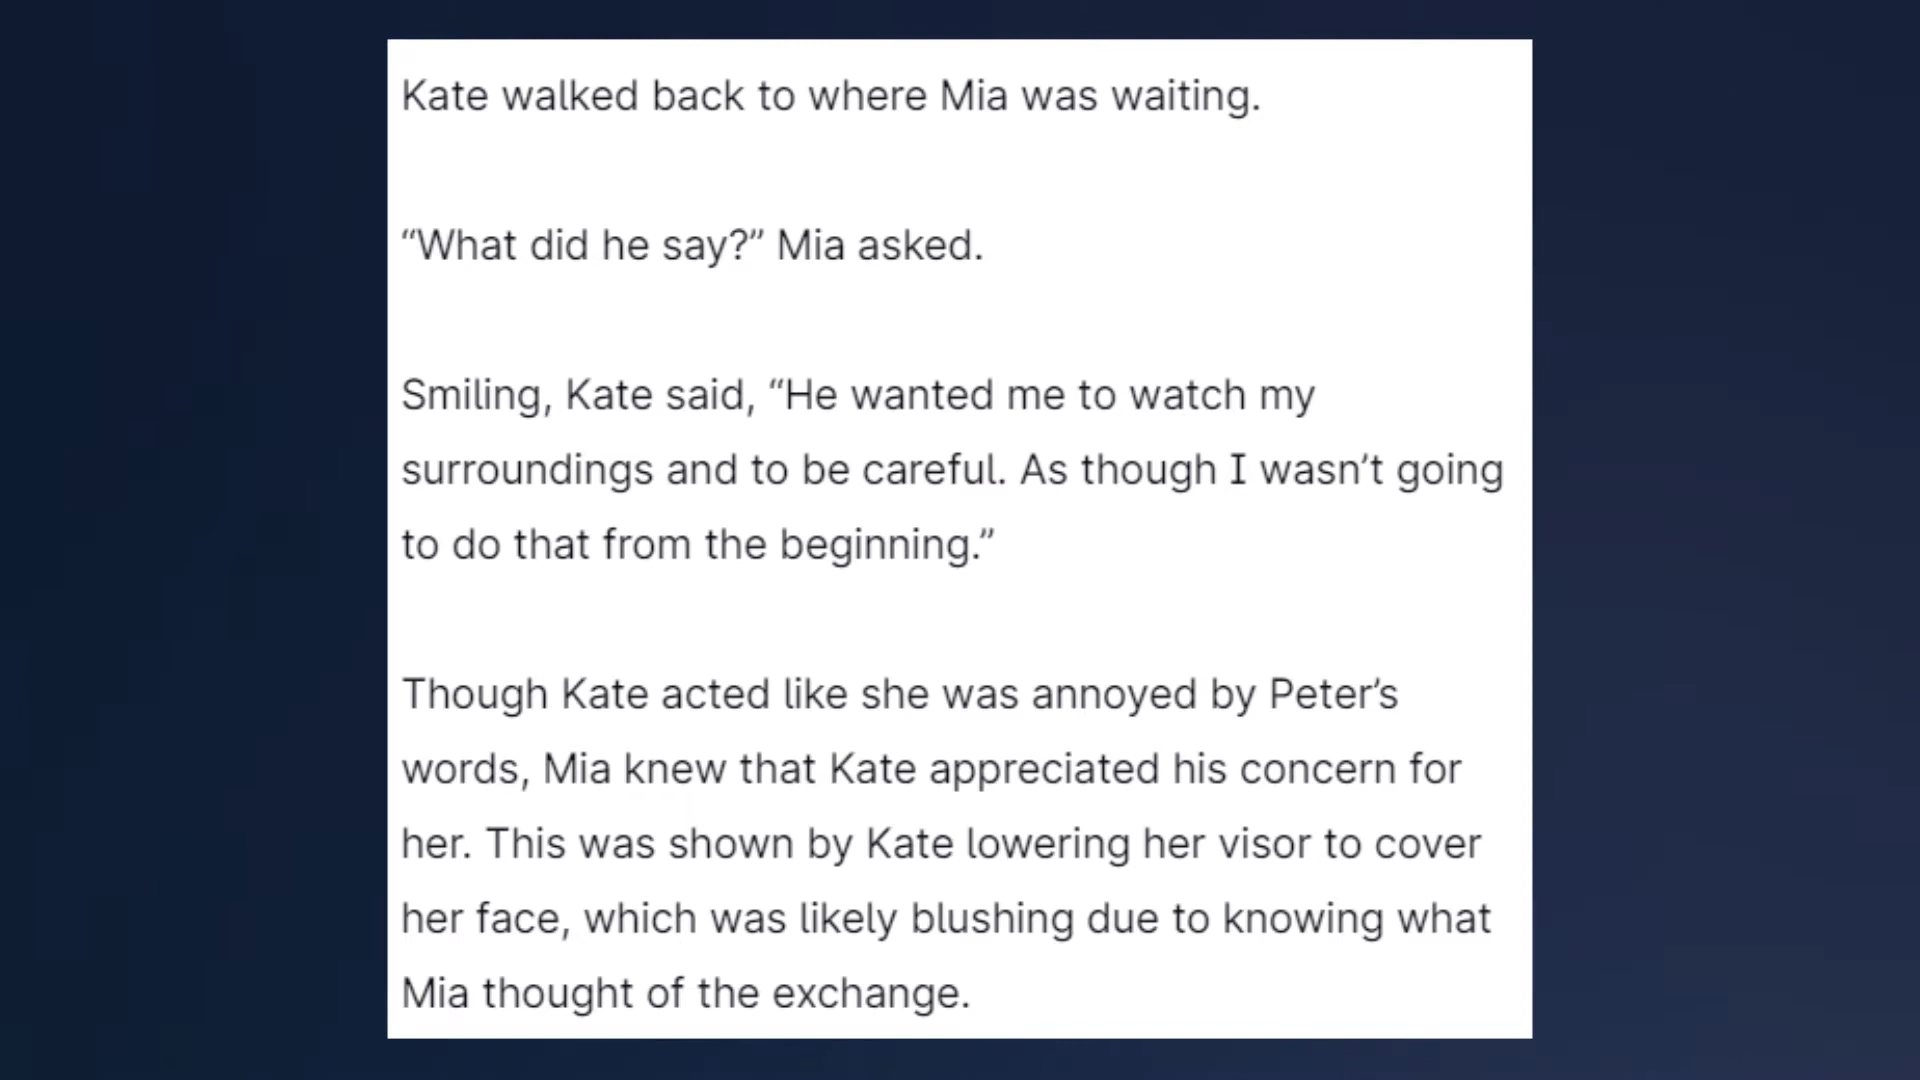 Kate walked back to where Mia was waiting.
“What did he say?” Mia asked.
Smiling, Kate said, “He wanted me to watch my
surroundings and to be careful. As though I wasn’t going
to do that from the beginning.”
Though Kate acted like she was annoyed by Peter’s
words, Mia knew that Kate appreciated his concern for
her. This was shown by Kate lowering her visor to cover
her face, which was likely blushing due to knowing what
Mia thought of the exchange.